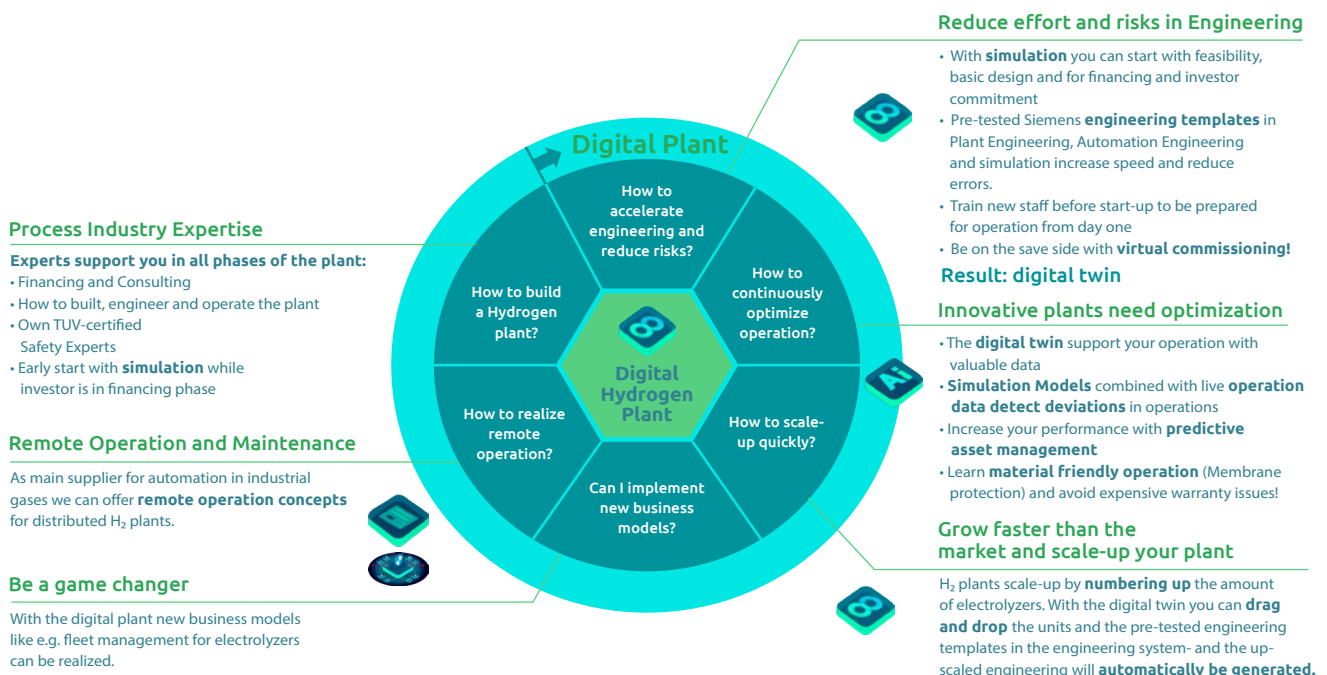 Reduce effort and risks in Engineering
• With simulation you can start with feasibility,
basic design and for financing and investor
commitment
• Pre-tested Siemens engineering templates in
Plant Engineering, Automation Engineering
and simulation increase speed and reduce
errors.
• Train new staff before start-up to be prepared
for operation from day one
• Be on the save side with virtual commissioning!
Result: digital twin
Innovative plants need optimization
• The digital twin support your operation with
valuable data
• Simulation Models combined with live operation
data detect deviations in operations
• Increase your performance with predictive
asset management
• Learn material friendly operation (Membrane
protection) and avoid expensive warranty issues!
Grow faster than the
market and scale-up your plant
H₂ plants scale-up by numbering up the amount
of electrolyzers. With the digital twin you can drag
and drop the units and the pre-tested engineering
templates in the engineering system- and the up-
scaled engineering will automatically be generated.
Digital Plant
How to
accelerate
engineering and
reduce risks?
How to
continuously
optimize
operation?
How to scale-
up quickly?
Can I implement
new business
models?
How to realize
remote
operation?
How to build
a Hydrogen
plant?
Digital
Hydrogen
Plant
Ai
Process Industry Expertise
Experts support you in all phases of the plant:
• Financing and Consulting
• How to built, engineer and operate the plant
• Own TUV-certified
Safety Experts
• Early start with simulation while
investor is in financing phase
Remote Operation and Maintenance
As main supplier for automation in industrial
gases we can offer remote operation concepts
for distributed H₂ plants.
Be a game changer
With the digital plant new business models
like e.g. fleet management for electrolyzers
can be realized.